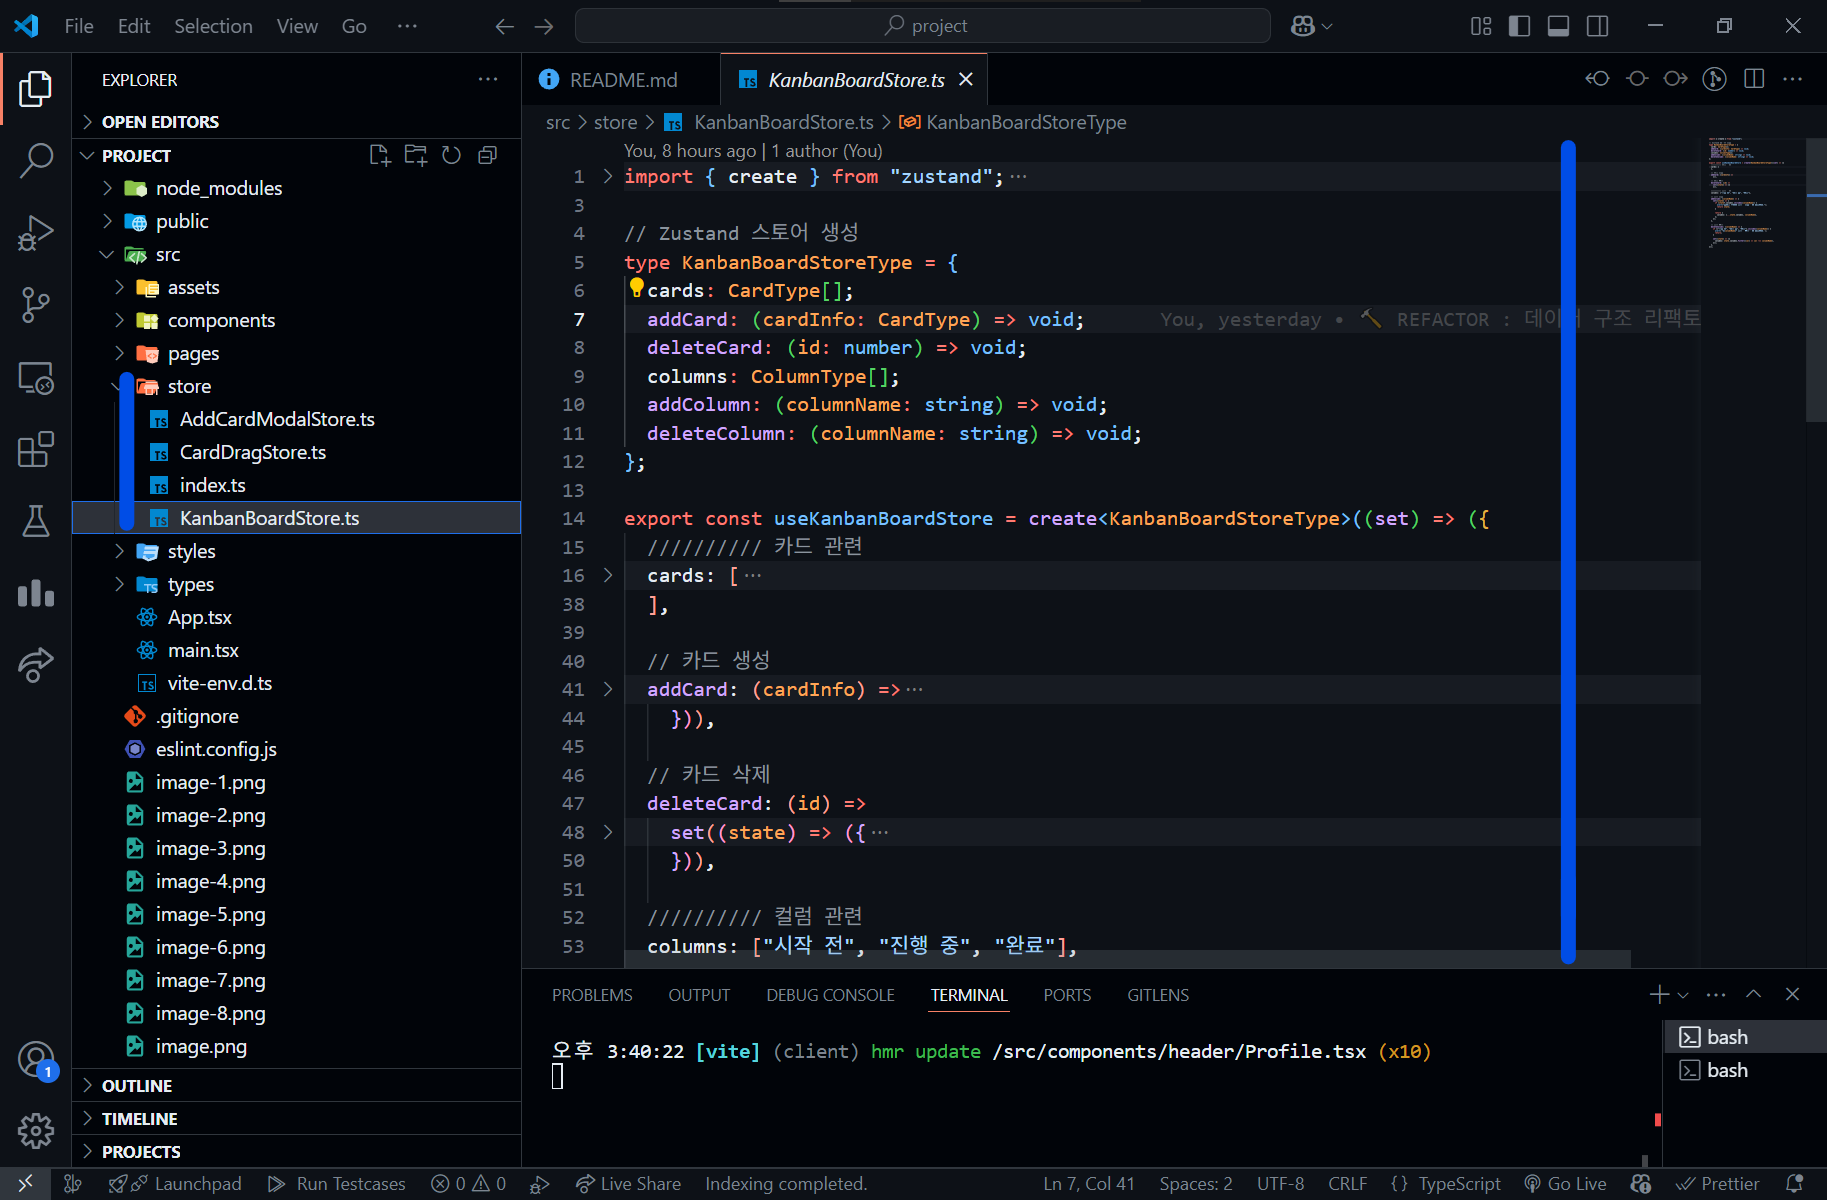 File Edit Selection View Go ··· project
EXPLORER ···
OPEN EDITORS
PROJECT
node_modules
public
src
assets
components
pages
store
AddCardModalStore.ts
CardDragStore.ts
index.ts
KanbanBoardStore.ts
styles
types
App.tsx
main.tsx
vite-env.d.ts
.gitignore
eslint.config.js
image-1.png
image-2.png
image-3.png
image-4.png
image-5.png
image-6.png
image-7.png
image-8.png
image.png
OUTLINE
TIMELINE
PROJECTS
README.md KanbanBoardStore.ts
src > store > TS KanbanBoardStore.ts > KanbanBoardStoreType
You, 8 hours ago | 1 author (You)
1 import { create } from "zustand";···
3
4 // Zustand 스토어 생성
5 type KanbanBoardStoreType = {
6 cards: CardType[];
7 addCard: (cardInfo: CardType) => void; You, yesterday • 🔨 REFACTOR : 구조 리팩토
8 deleteCard: (id: number) => void;
9 columns: ColumnType[];
10 addColumn: (columnName: string) => void;
11 deleteColumn: (columnName: string) => void;
12 };
13
14 export const useKanbanBoardStore = create<KanbanBoardStoreType>((set) => ({
15 ////////// 카드 관련
16 cards: [···
38 ],
39
40 // 카드 생성
41 addCard: (cardInfo) =>···
44 })),
45
46 // 카드 삭제
47 deleteCard: (id) =>
48 set((state) => ({···
50 })),
51
52 ////////// 컬럼 관련
53 columns: ["시작 전", "진행 중", "완료"],
PROBLEMS OUTPUT DEBUG CONSOLE TERMINAL PORTS GITLENS
오후 3:40:22 [vite] (client) hmr update /src/components/header/Profile.tsx (x10)
bash
bash
1
Launchpad Run Testcases 0 0 Live Share Indexing completed. Ln 7, Col 41 Spaces: 2 UTF-8 CRLF {} TypeScript Go Live Prettier